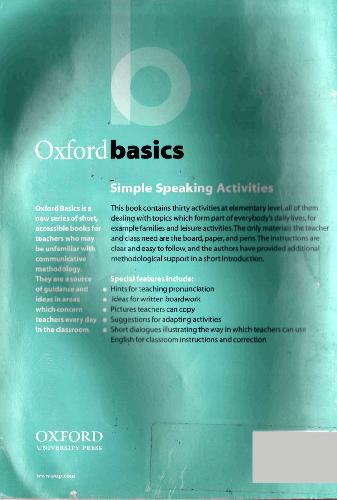 b
Oxford basics
Simple Speaking Activities
Oxford Basics is a
new series of short,
accessible books for
teachers who may
be unfamiliar with
communicative
methodology.
They are a source
of guidance and
ideas in areas
which concern
teachers every day
in the classroom.
This book contains thirty activities at elementary level, all of them
dealing with topics which form part of everybody's daily lives, for
example families and leisure activities. The only materials the teacher
and class need are the board, paper, and pens. The instructions are
clear and easy to follow, and the authors have provided additional
methodological support in a short Introduction.
Special features include:
Hints for teaching pronunciation
Ideas for written boardwork
Pictures teachers can copy
Suggestions for adapting activities
Short dialogues illustrating the way in which teachers can use
English for classroom instructions and correction
OXFORD
UNIVERSITY PRESS
www.oup.com